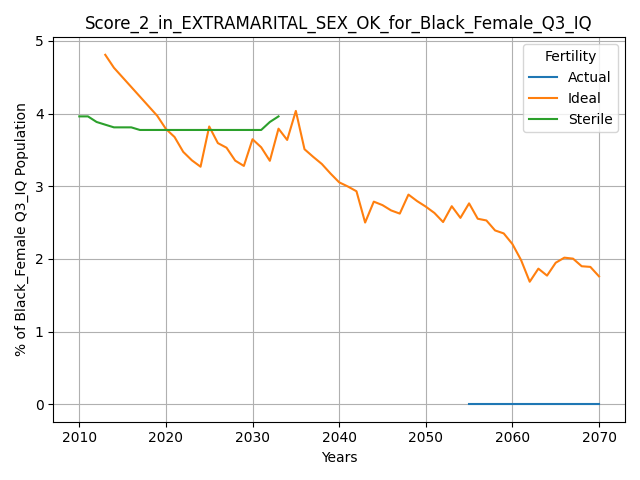 Score_2_in_EXTRAMARITAL_SEX_OK_for_Black_Female_Q3_IQ
% of Black_Female Q3_IQ Population
5
4
3
2
1
0
Fertility
Actual
Ideal
Sterile
2010 2020 2030 2040 2050 2060 2070
Years